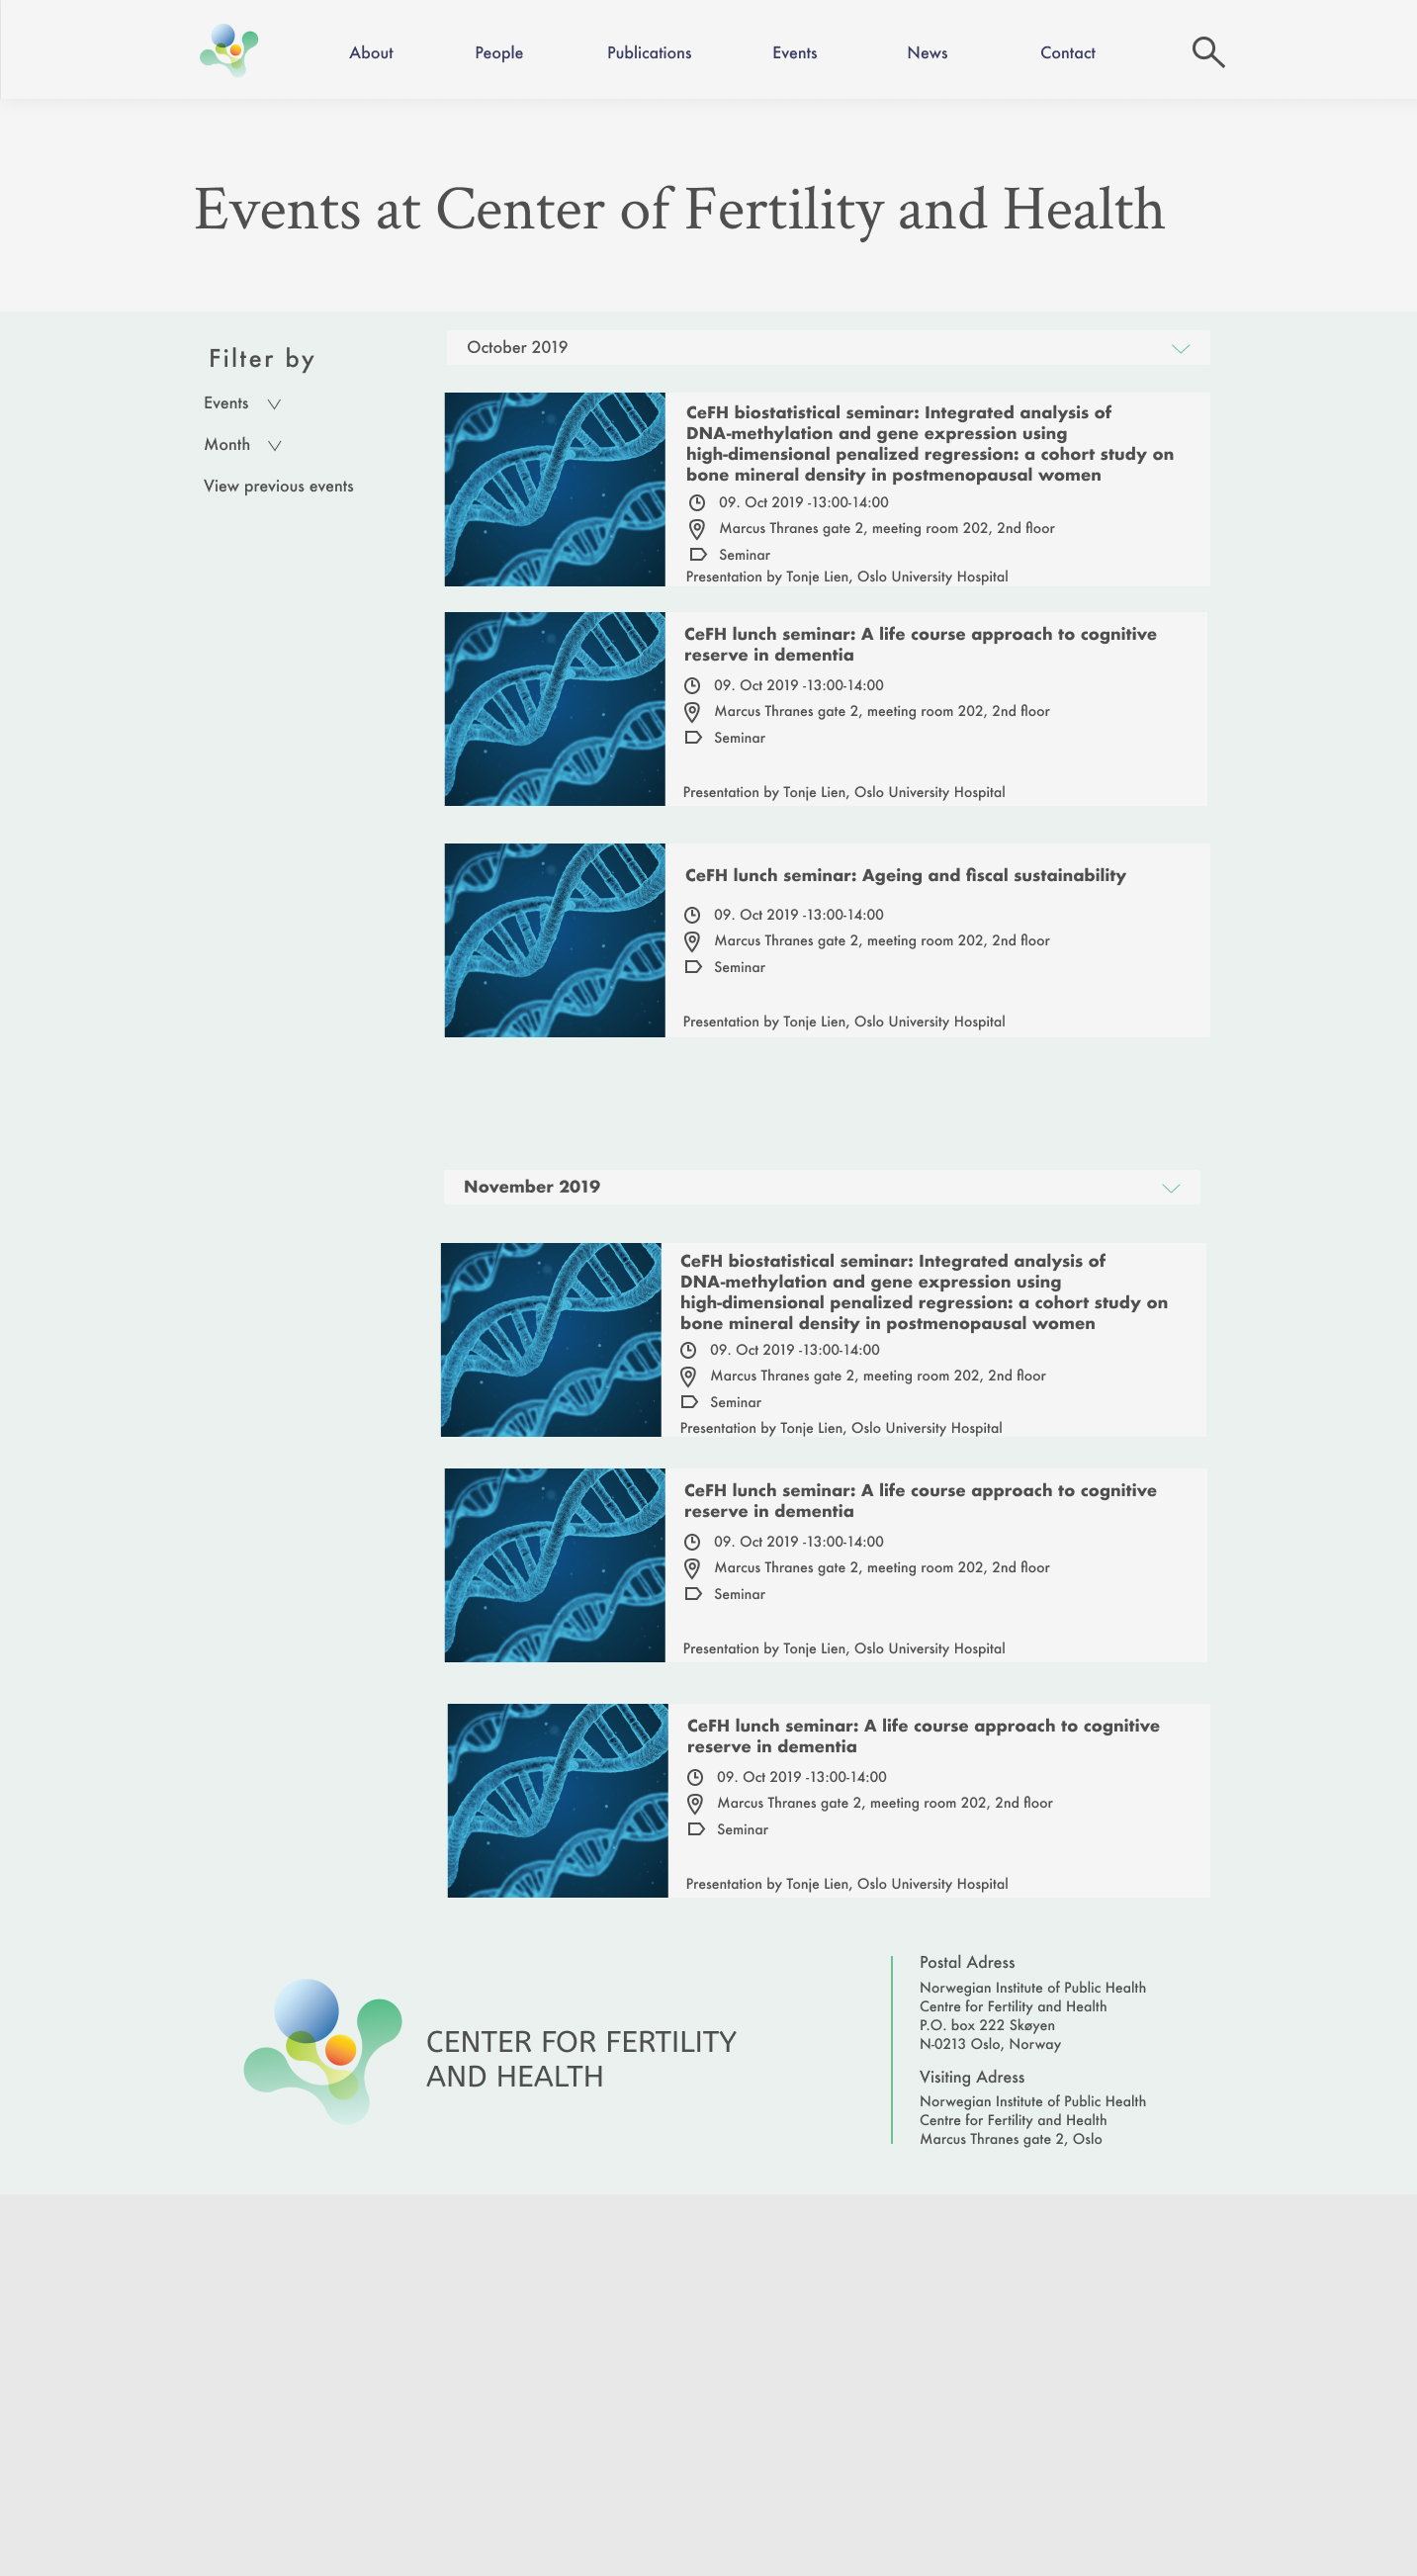 About People Publications Events News Contact
Events at Center of Fertility and Health
Filter by
Events
Month
View previous events
October 2019
CeFH biostatistical seminar: Integrated analysis of
DNA-methylation and gene expression using
high-dimensional penalized regression: a cohort study on
bone mineral density in postmenopausal women
09. Oct 2019 -13:00-14:00
Marcus Thranes gate 2, meeting room 202, 2nd floor
Seminar
Presentation by Tonje Lien, Oslo University Hospital
CeFH lunch seminar: A life course approach to cognitive
reserve in dementia
09. Oct 2019 -13:00-14:00
Marcus Thranes gate 2, meeting room 202, 2nd floor
Seminar
Presentation by Tonje Lien, Oslo University Hospital
CeFH lunch seminar: Ageing and fiscal sustainability
09. Oct 2019 -13:00-14:00
Marcus Thranes gate 2, meeting room 202, 2nd floor
Seminar
Presentation by Tonje Lien, Oslo University Hospital
November 2019
CeFH biostatistical seminar: Integrated analysis of
DNA-methylation and gene expression using
high-dimensional penalized regression: a cohort study on
bone mineral density in postmenopausal women
09. Oct 2019 -13:00-14:00
Marcus Thranes gate 2, meeting room 202, 2nd floor
Seminar
Presentation by Tonje Lien, Oslo University Hospital
CeFH lunch seminar: A life course approach to cognitive
reserve in dementia
09. Oct 2019 -13:00-14:00
Marcus Thranes gate 2, meeting room 202, 2nd floor
Seminar
Presentation by Tonje Lien, Oslo University Hospital
CeFH lunch seminar: A life course approach to cognitive
reserve in dementia
09. Oct 2019 -13:00-14:00
Marcus Thranes gate 2, meeting room 202, 2nd floor
Seminar
Presentation by Tonje Lien, Oslo University Hospital
CENTER FOR FERTILITY
AND HEALTH
Postal Adress
Norwegian Institute of Public Health
Centre for Fertility and Health
P.O. box 222 Skøyen
N-0213 Oslo, Norway
Visiting Adress
Norwegian Institute of Public Health
Centre for Fertility and Health
Marcus Thranes gate 2, Oslo